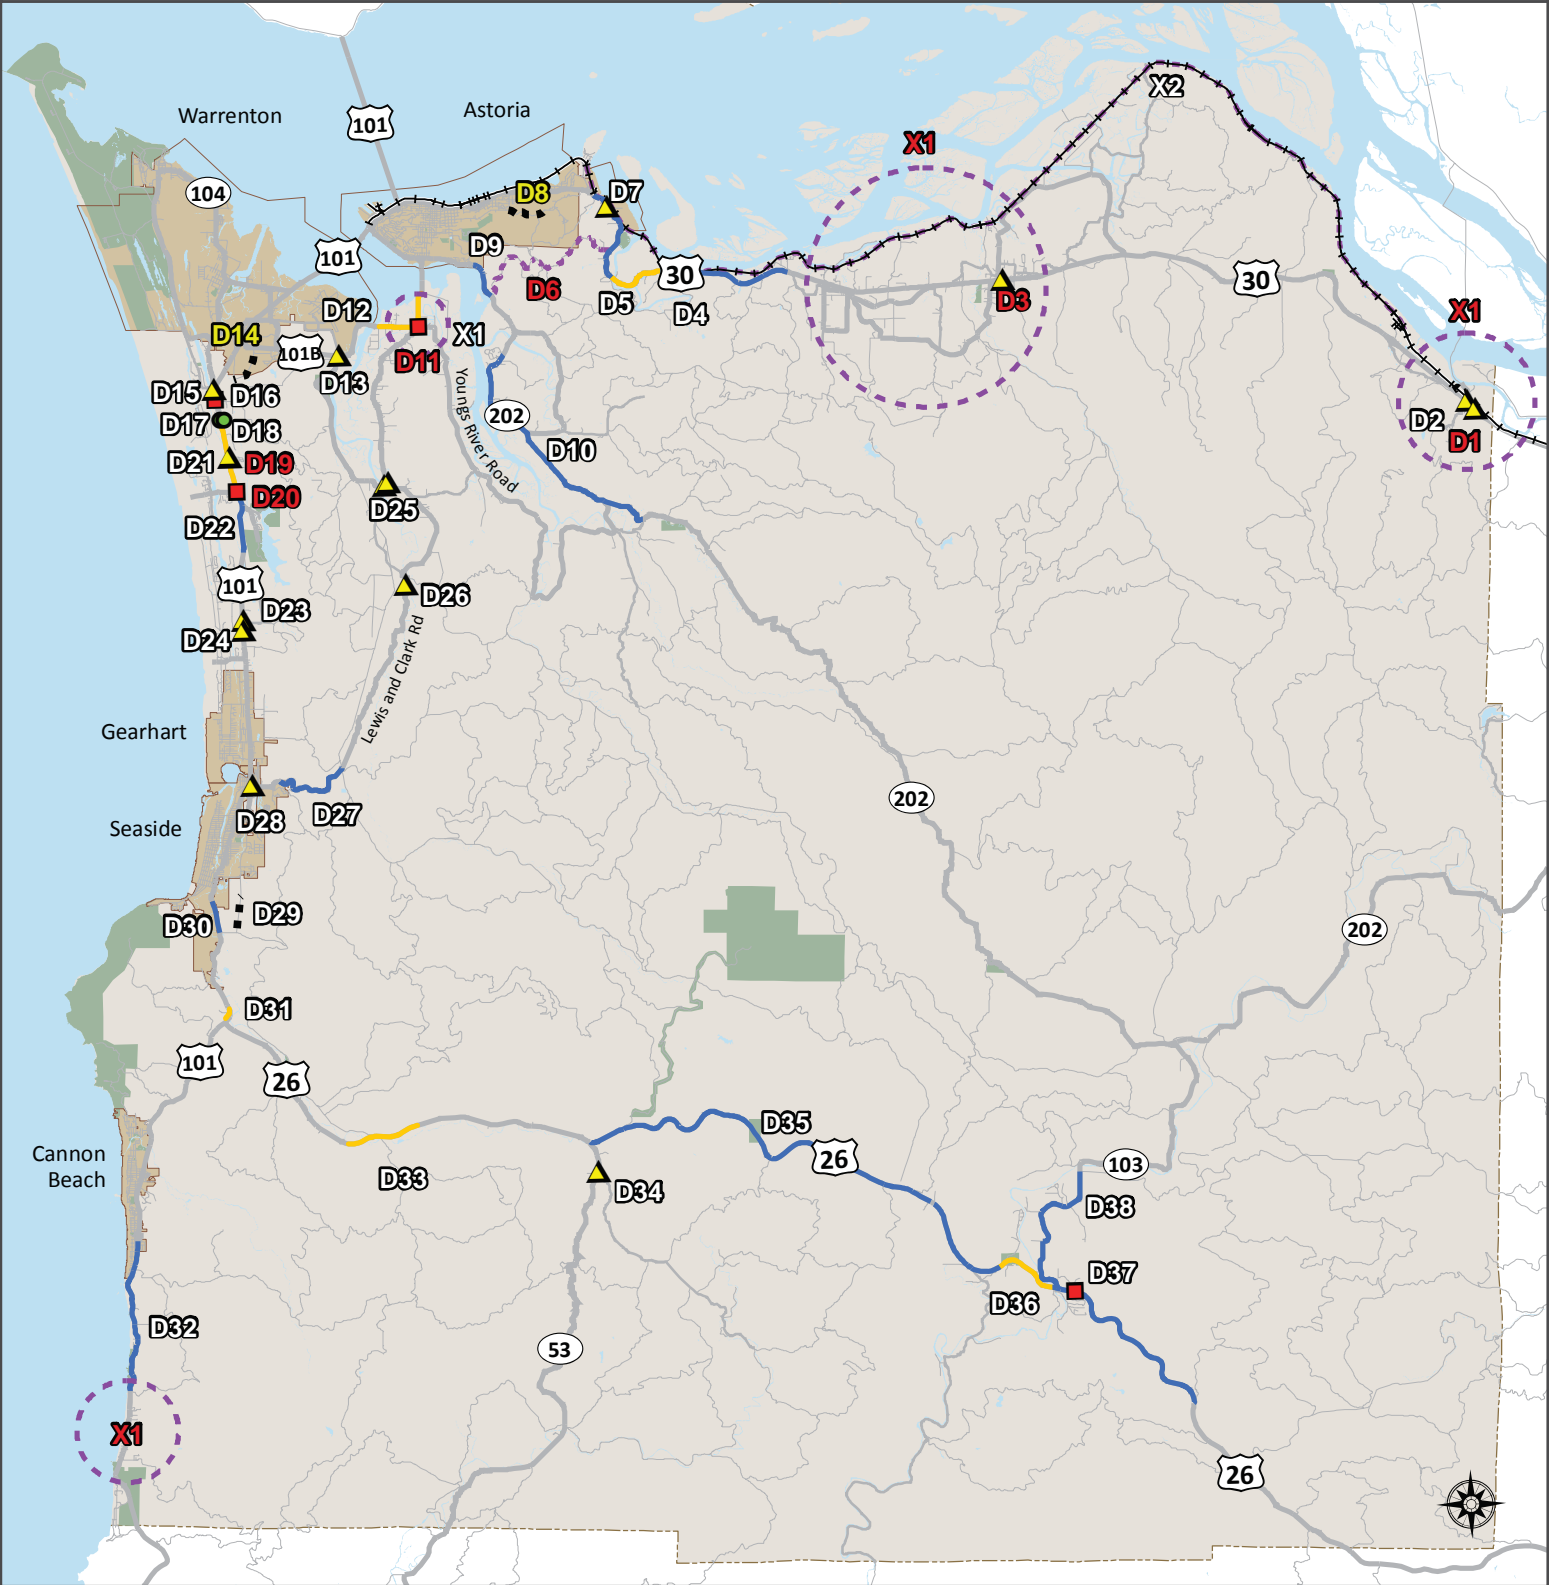 X2
Warrenton
Astoria
101
X1
104
D8
D7
D9
101
30
30
D6
D5
D4
D3
D12
X1
X1
D14
101B
D11
D13
D15
D16
Youngs River Road
202
D2
D1
D17
D18
D10
D21
D19
D20
D25
D22
101
D26
D23
D24
Lewis and Clark Rd
Gearhart
202
Seaside
D28
D27
D29
D30
202
D31
101
26
D35
Cannon
Beach
26
103
D33
D34
D38
D37
D36
D32
53
X1
26